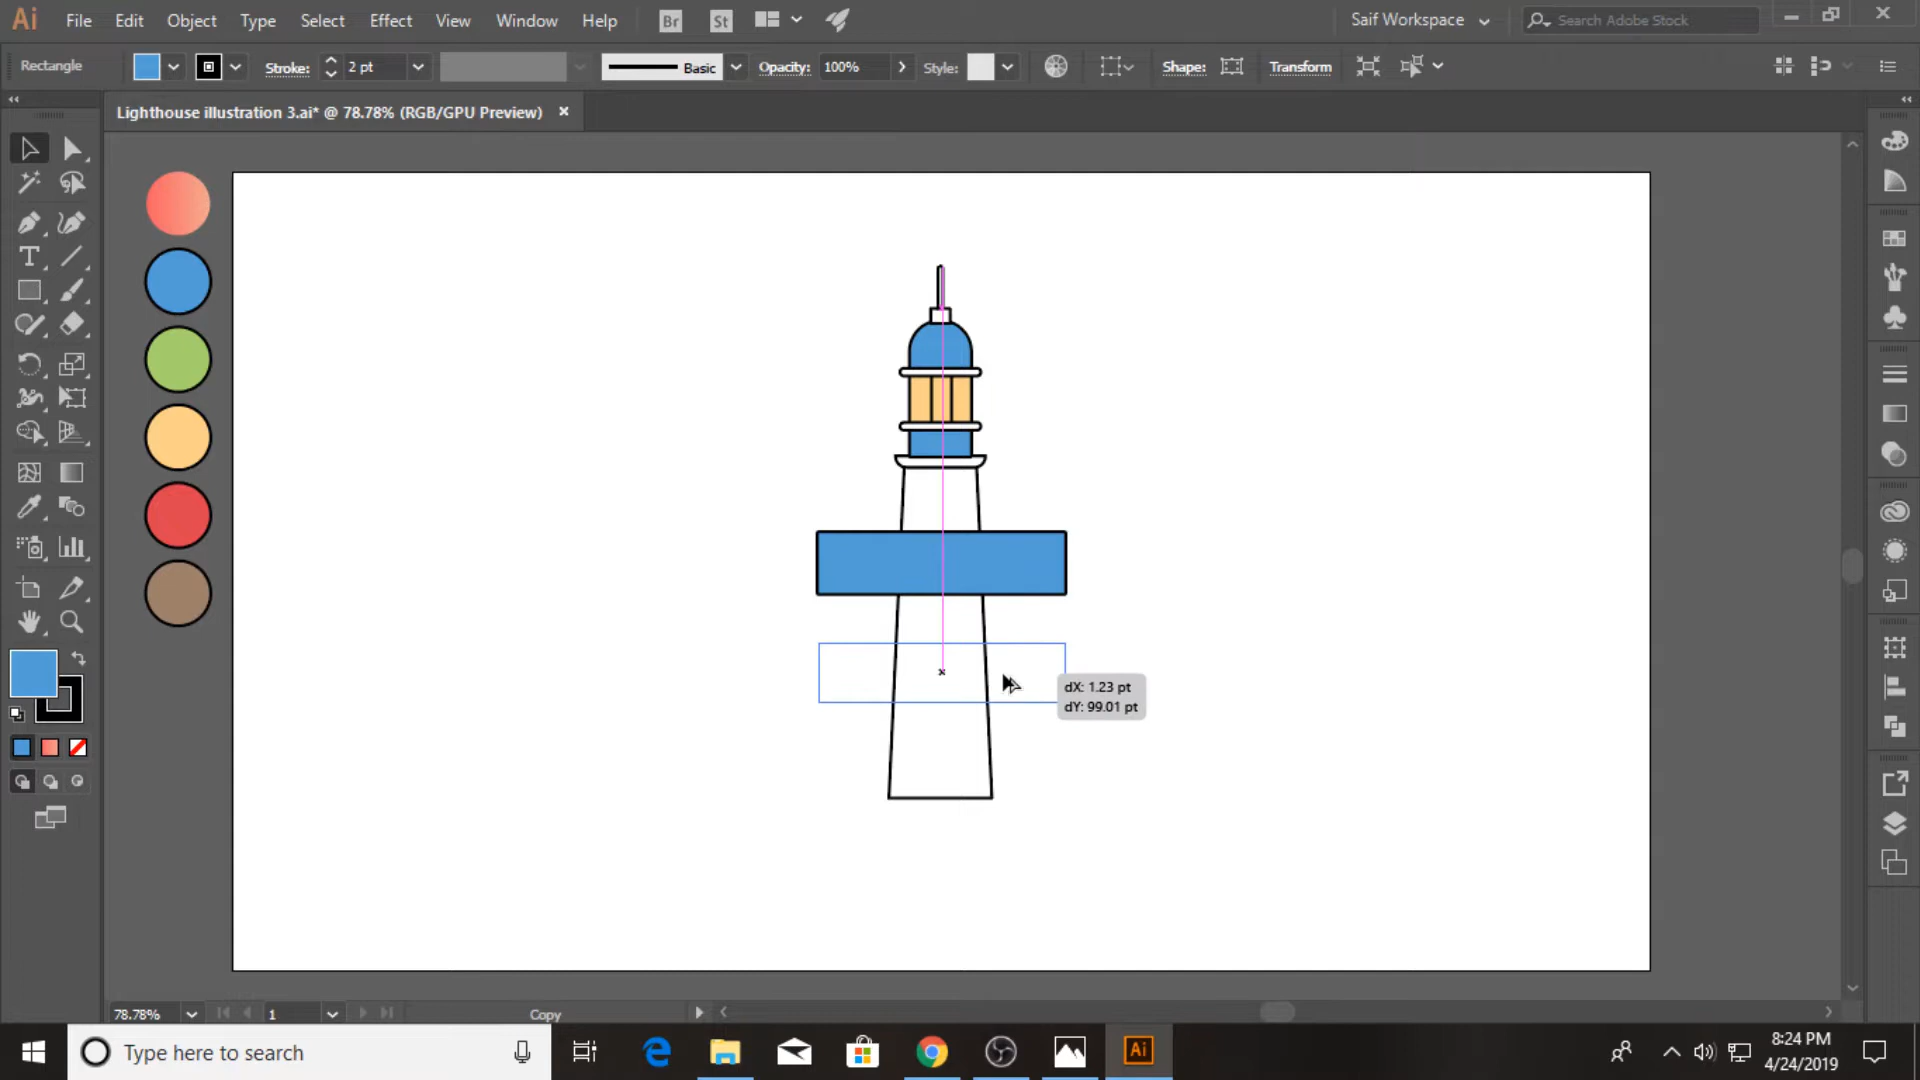 Ai File Edit Object Type Select Effect View Window Help Br St Saif Workspace Search Adobe Stock
Rectangle Stroke: 2 pt Basic Opacity: 100% Style: Shape: Transform
Lighthouse illustration 3.ai* @ 78.78% (RGB/GPU Preview)
T
dX: 1.23 pt
dY: 99.01 pt
78.78% 1 Copy
Type here to search Ai 8:24 PM
4/24/2019